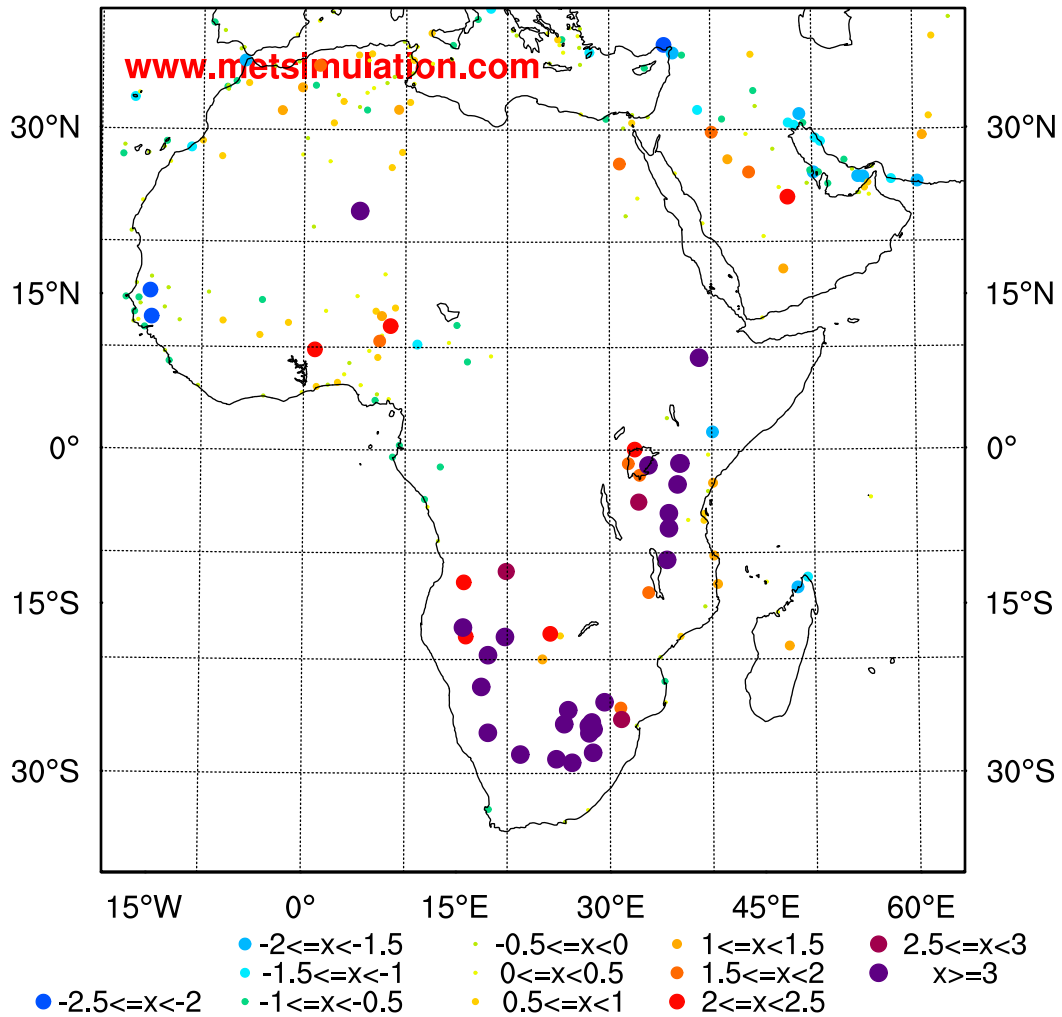 www.metsimulation.com
30°N 30°N
15°N 15°N
0° 0°
15°S 15°S
30°S 30°S
15°W 0° 15°E 30°E 45°E 60°E
-2<=x<-1.5 -0.5<=x<0 1<=x<1.5 2.5<=x<3
-1.5<=x<-1 0<=x<0.5 1.5<=x<2 x>=3
-2.5<=x<-2 -1<=x<-0.5 0.5<=x<1 2<=x<2.5